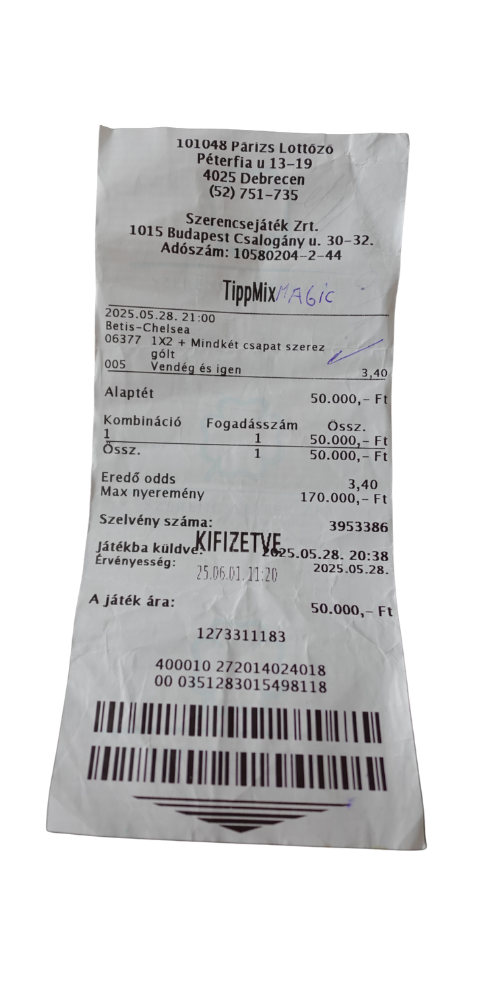 101048 Párizs Lottózó
Péterfia u 13-19
4025 Debrecen
(52) 751-735
Szerencsejáték Zrt.
1015 Budapest Csalogány u. 30-32.
Adószám: 10580204-2-44
TippMix MAGIC
2025.05.28. 21:00
Betis-Chelsea
06377 1X2 + Mindkét csapat szerez
gólt
005 Vendég és igen 3,40
Alaptét 50.000,- Ft
Kombináció Fogadásszám Össz.
1 1 50.000,- Ft
Össz. 1 50.000,- Ft
Eredő odds 3,40
Max nyeremény 170.000,- Ft
Szelvény száma: 3953386
KIFIZETVE
Játékba küldve: 2025.05.28. 20:38
Érvényesség: 2025.05.28.
25.06.01. 11:20
A játék ára: 50.000,- Ft
1273311183
400010 272014024018
00 0351283015498118